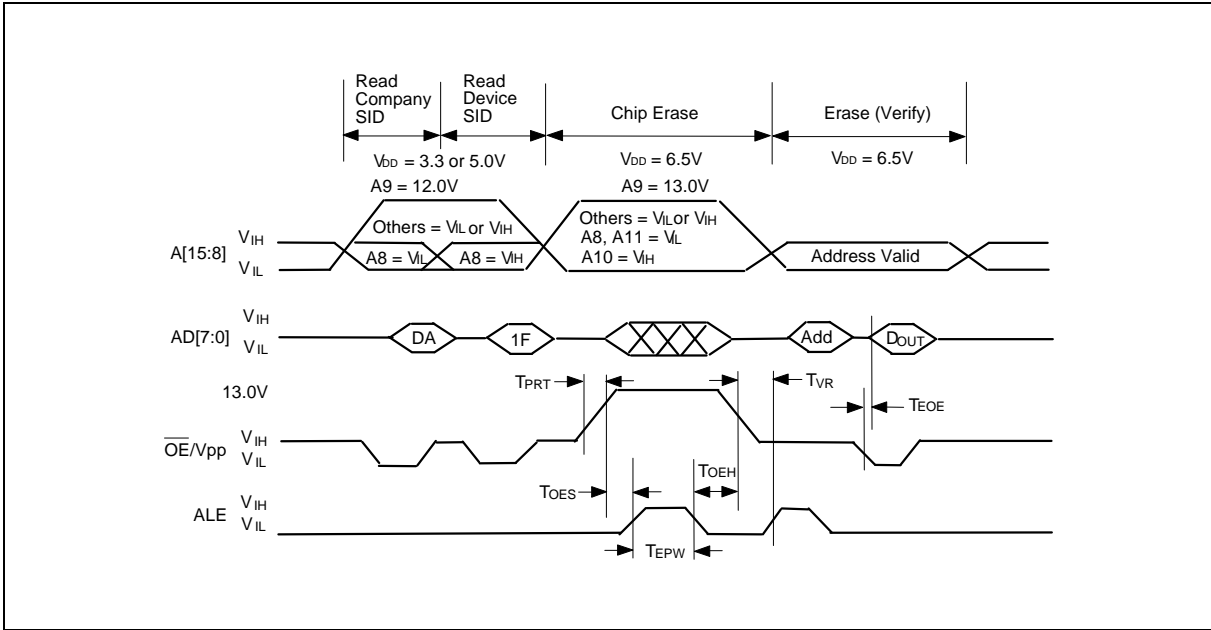 Read Company SID
Read Device SID
Chip Erase
Erase (Verify)
VDD = 3.3 or 5.0V
VDD = 6.5V
VDD = 6.5V
A9 = 12.0V
A9 = 13.0V
Others = VIL or VIH
Others = VIL or VIH
A8, A11 = VIL
A10 = VIH
A[15:8]
VIH
VIL
A8 = VIL
A8 = VIH
Address Valid
AD[7:0]
VIH
VIL
DA
1F
Add
DOUT
TPRT
TVR
13.0V
TEOE
OE/Vpp
VIH
VIL
TOEH
TOES
ALE
VIH
VIL
TEPW